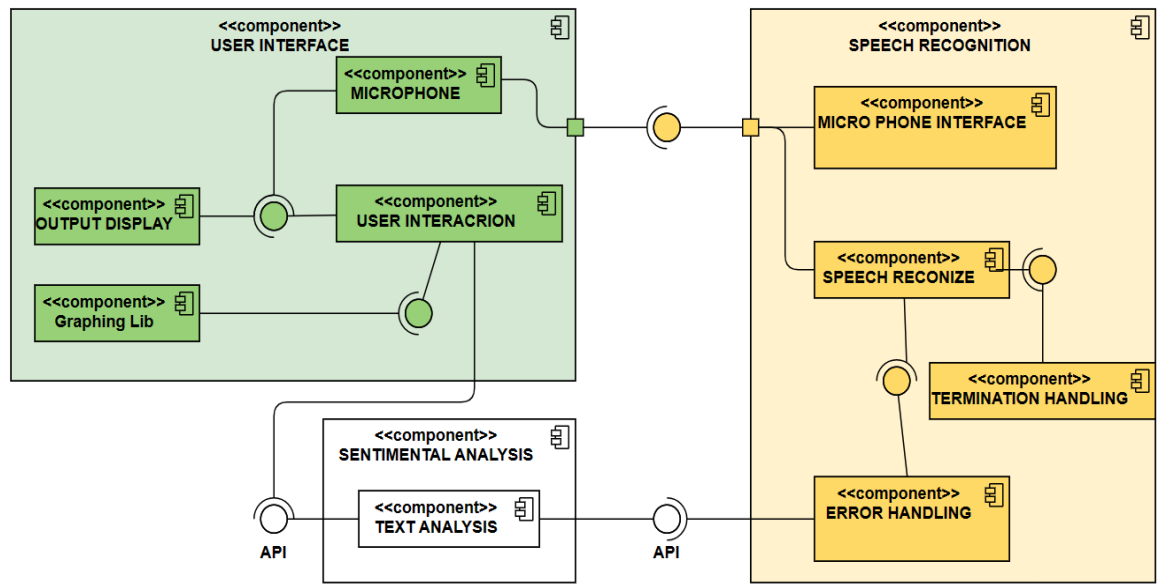 <<component>>
USER INTERFACE
<<component>>
MICROPHONE
<<component>>
OUTPUT DISPLAY
<<component>>
USER INTERACRION
<<component>>
Graphing Lib
<<component>>
SPEECH RECOGNITION
<<component>>
MICRO PHONE INTERFACE
<<component>>
SPEECH RECONIZE
<<component>>
TERMINATION HANDLING
<<component>>
ERROR HANDLING
<<component>>
SENTIMENTAL ANALYSIS
<<component>>
TEXT ANALYSIS
API
API